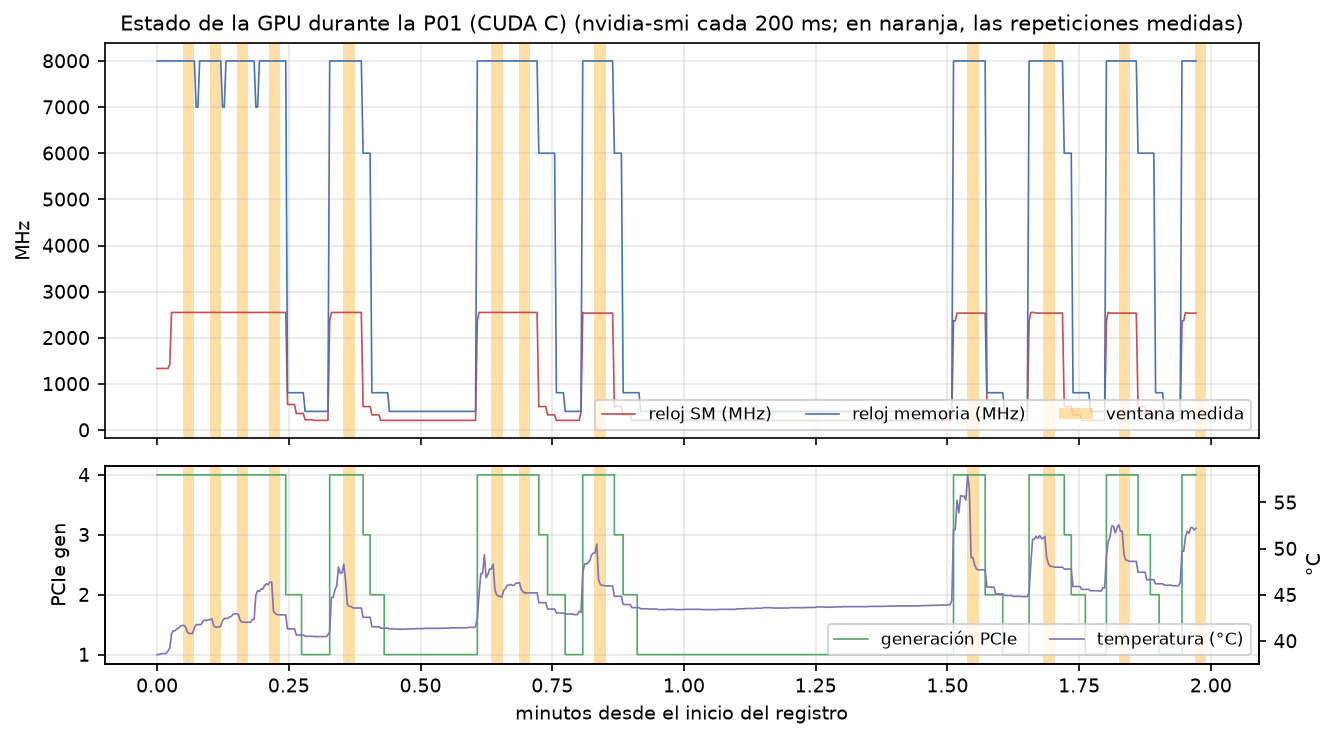 Estado de la GPU durante la P01 (CUDA C) (nvidia-smi cada 200 ms; en naranja, las repeticiones medidas)
8000
7000
6000
5000
4000
3000
2000
1000
0
MHz
reloj SM (MHz)
reloj memoria (MHz)
ventana medida
4
3
2
1
PCIe gen
55
50
45
40
°C
generación PCIe
temperatura (°C)
0.00 0.25 0.50 0.75 1.00 1.25 1.50 1.75 2.00
minutos desde el inicio del registro